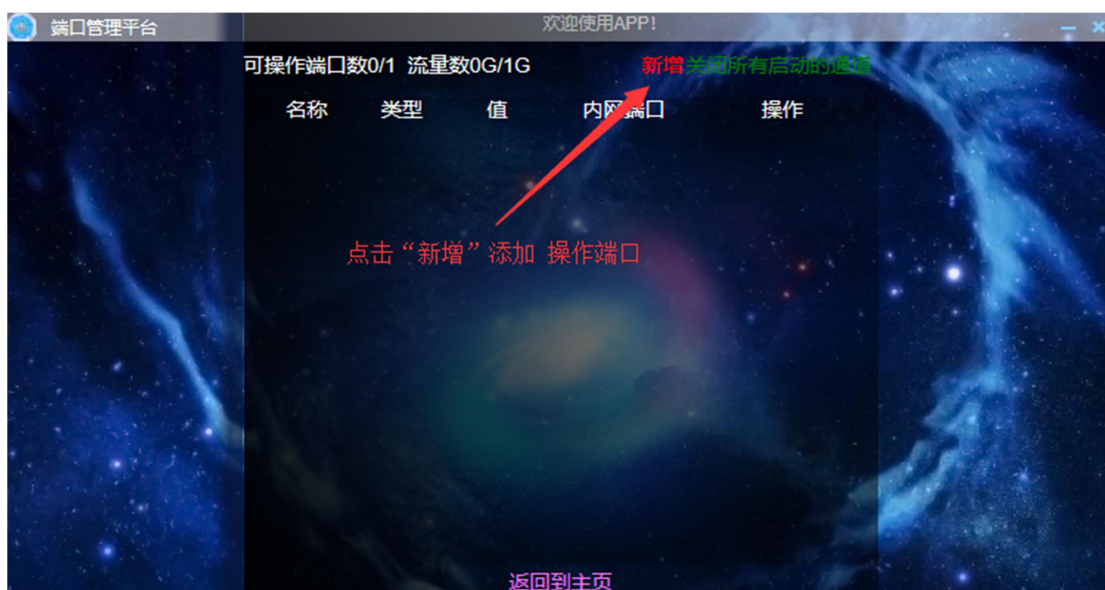 端口管理平台 欢迎使用APP!
可操作端口数0/1 流量数0G/1G 新增 关闭所有启动的通道
名称 类型 值 内网端口 操作
点击“新增”添加 操作端口
返回到主页